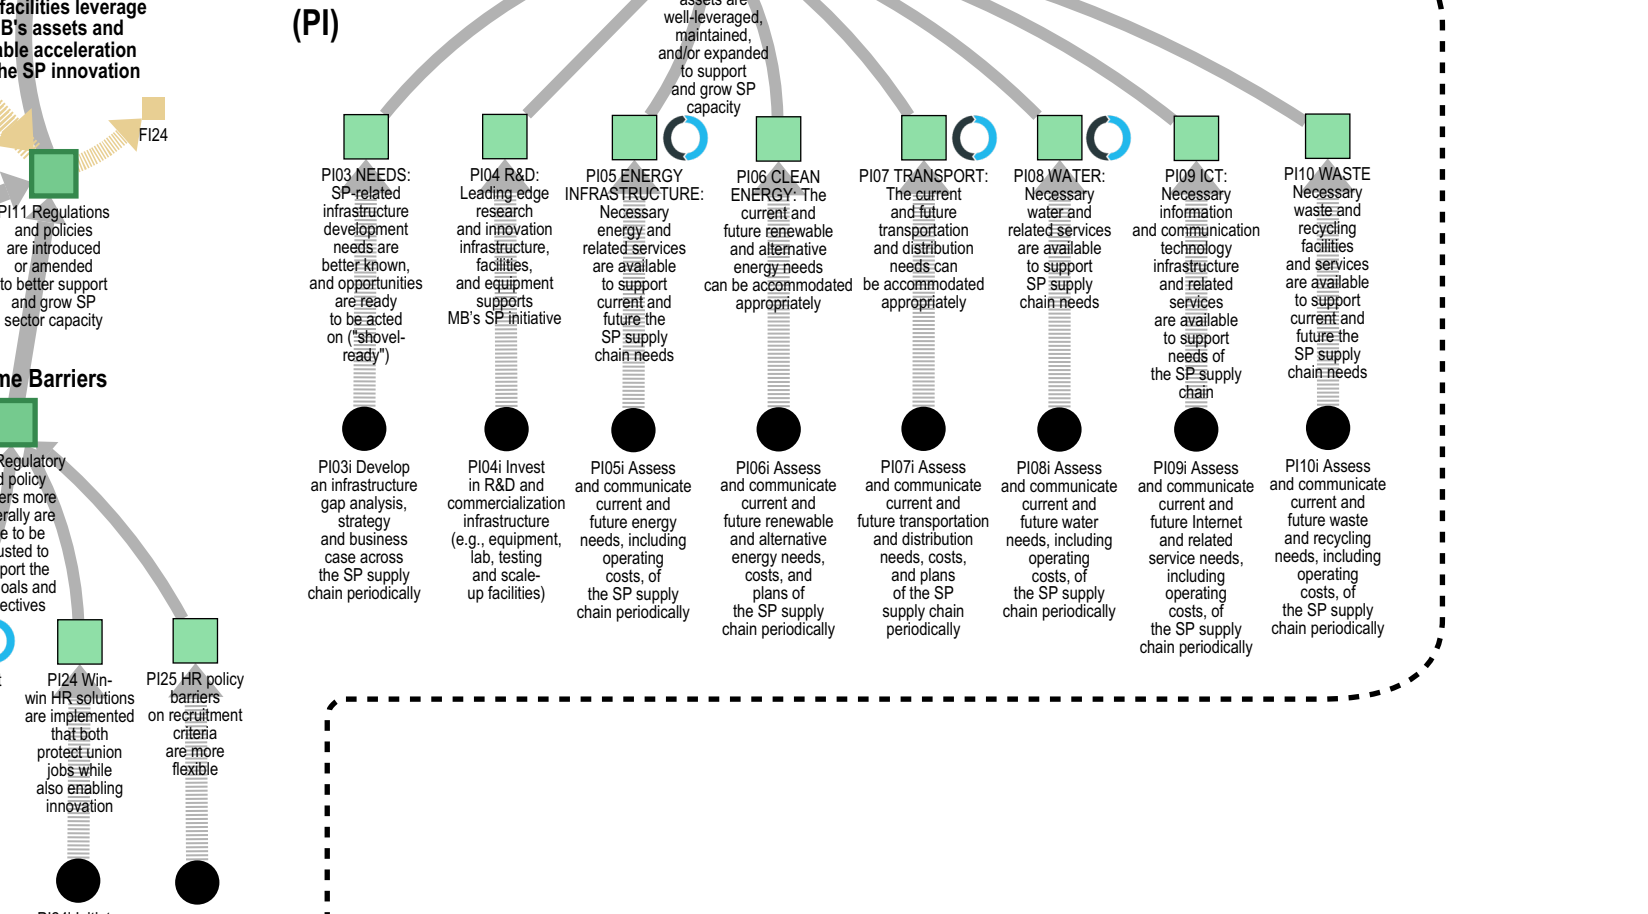 facilities leverage
B's assets and
able acceleration
he SP innovation
FI24
PI11 Regulations
and policies
are introduced
or amended
to better support
and grow SP
sector capacity
me Barriers
Regulatory
d policy
ers more
erally are
e to be
usted to
port the
oals and
ectives
PI24 Win-
win HR solutions
are implemented
that both
protect union
jobs while
also enabling
innovation
PI25 HR policy
barriers
on recruitment
criteria
are more
flexible
(PI)
assets are
well-leveraged,
maintained,
and/or expanded
to support
and grow SP
capacity
PI03 NEEDS:
SP-related
infrastructure
development
needs are
better known,
and opportunities
are ready
to be acted
on ("shovel-
ready")
PI04 R&D:
Leading edge
research
and innovation
infrastructure,
facilities,
and equipment
supports
MB's SP initiative
PI05 ENERGY
INFRASTRUCTURE:
Necessary
energy and
related services
are available
to support
current and
future the
SP supply
chain needs
PI06 CLEAN
ENERGY: The
current and
future renewable
and alternative
energy needs
can be accommodated
appropriately
PI07 TRANSPORT:
The current
and future
transportation
and distribution
needs can
be accommodated
appropriately
PI08 WATER:
Necessary
water and
related services
are available
to support
SP supply
chain needs
PI09 ICT:
Necessary
information
and communication
technology
infrastructure
and related
services
are available
to support
needs of
the SP supply
chain
PI10 WASTE
Necessary
waste and
recycling
facilities
and services
are available
to support
current and
future the
SP supply
chain needs
PI03i Develop
an infrastructure
gap analysis,
strategy
and business
case across
the SP supply
chain periodically
PI04i Invest
in R&D and
commercialization
infrastructure
(e.g., equipment,
lab, testing
and scale-
up facilities)
PI05i Assess
and communicate
current and
future energy
needs, including
operating
costs, of
the SP supply
chain periodically
PI06i Assess
and communicate
current and
future renewable
and alternative
energy needs,
costs, and
plans of
the SP supply
chain periodically
PI07i Assess
and communicate
current and
future transportation
and distribution
needs, costs,
and plans
of the SP
supply chain
periodically
PI08i Assess
and communicate
current and
future water
needs, including
operating
costs, of
the SP supply
chain periodically
PI09i Assess
and communicate
current and
future Internet
and related
service needs,
including
operating
costs, of
the SP supply
chain periodically
PI10i Assess
and communicate
current and
future waste
and recycling
needs, including
operating
costs, of
the SP supply
chain periodically